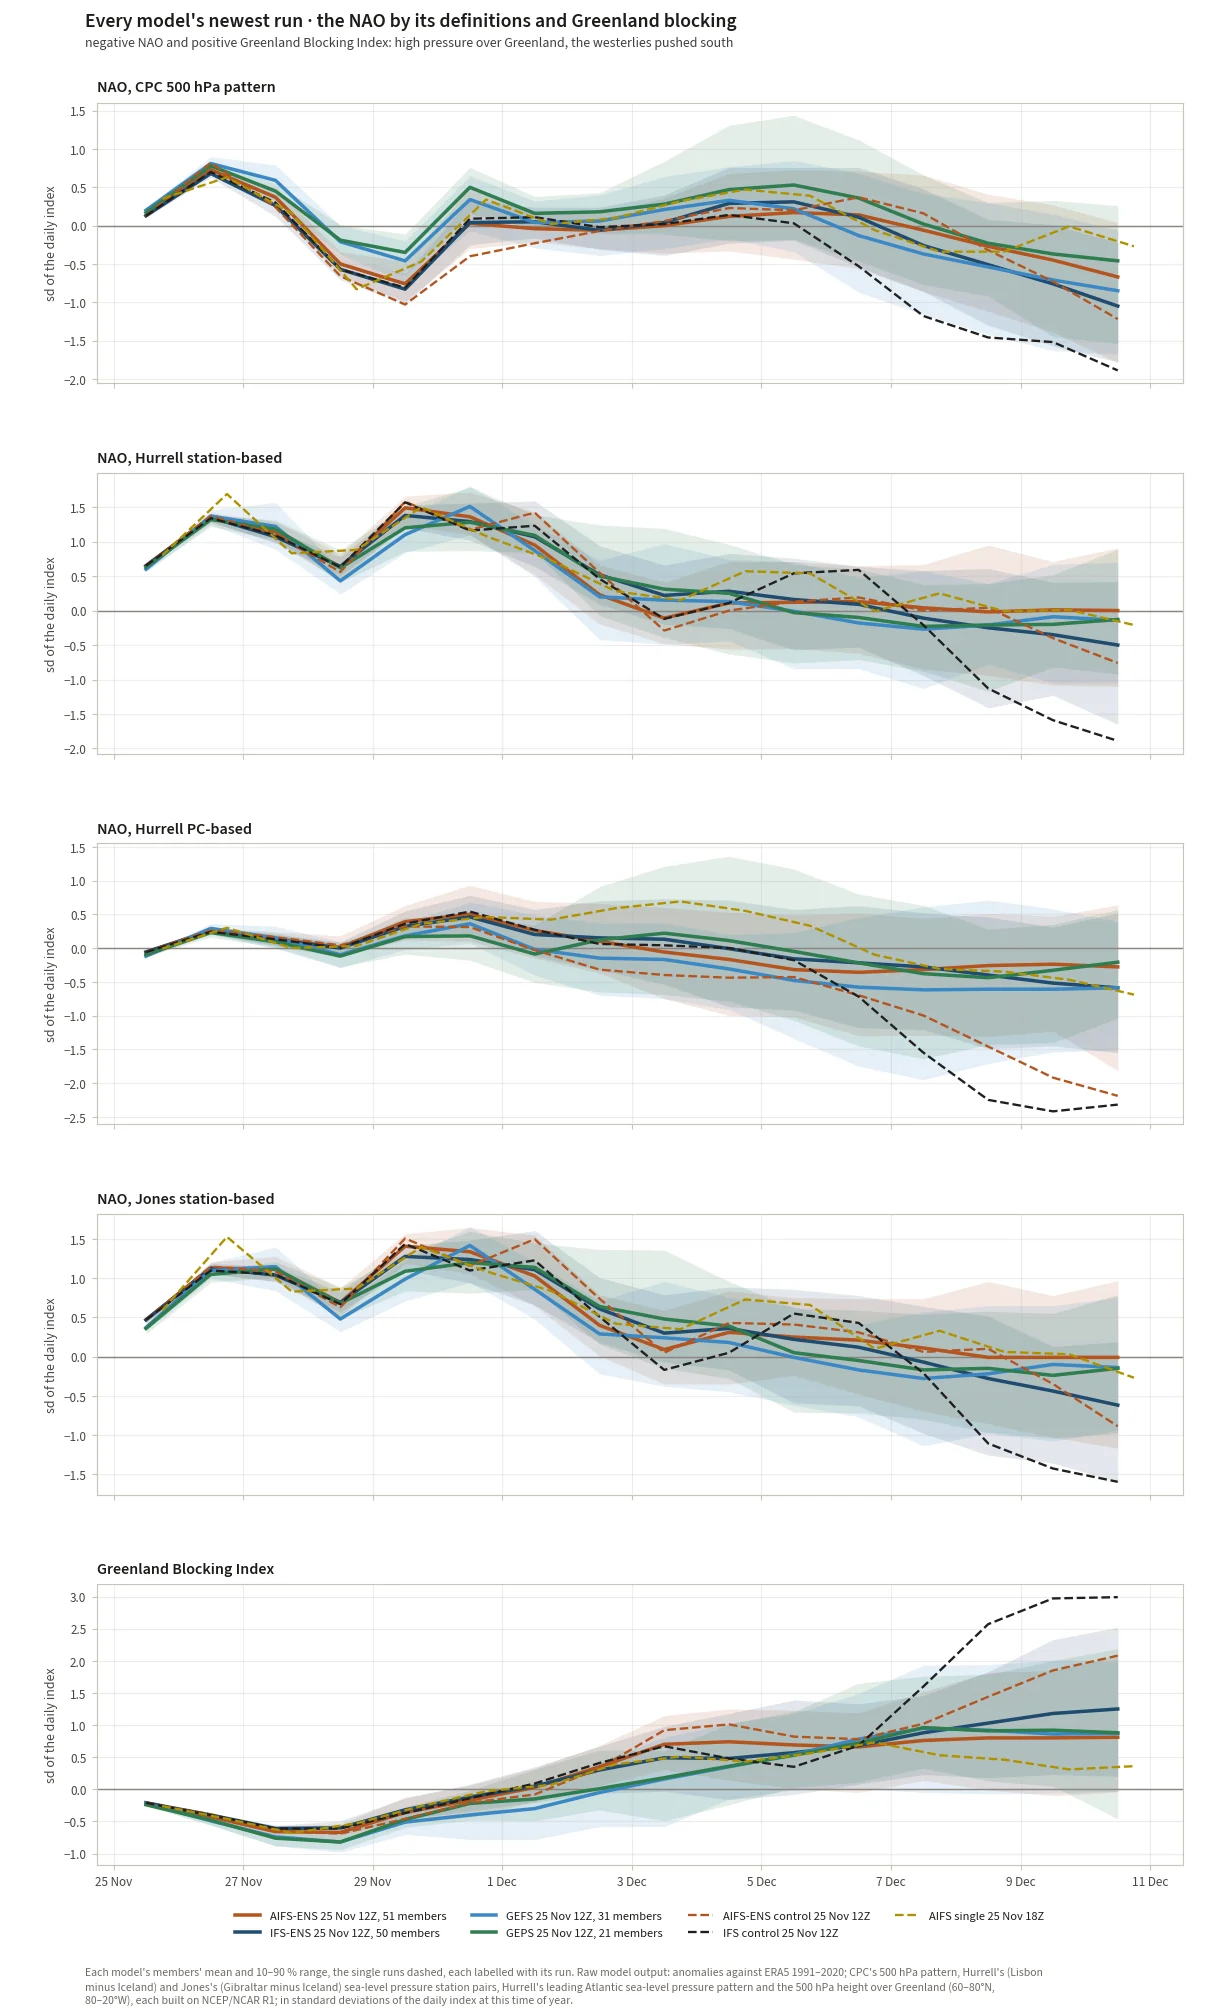 Every model's newest run · the NAO by its definitions and Greenland blocking
negative NAO and positive Greenland Blocking Index: high pressure over Greenland, the westerlies pushed south
NAO, CPC 500 hPa pattern
sd of the daily index
1.5
1.0
0.5
0.0
−0.5
−1.0
−1.5
−2.0
NAO, Hurrell station-based
sd of the daily index
1.5
1.0
0.5
0.0
−0.5
−1.0
−1.5
−2.0
NAO, Hurrell PC-based
sd of the daily index
1.5
1.0
0.5
0.0
−0.5
−1.0
−1.5
−2.0
−2.5
NAO, Jones station-based
sd of the daily index
1.5
1.0
0.5
0.0
−0.5
−1.0
−1.5
Greenland Blocking Index
sd of the daily index
3.0
2.5
2.0
1.5
1.0
0.5
0.0
−0.5
−1.0
25 Nov 27 Nov 29 Nov 1 Dec 3 Dec 5 Dec 7 Dec 9 Dec 11 Dec
AIFS-ENS 25 Nov 12Z, 51 members GEFS 25 Nov 12Z, 31 members AIFS-ENS control 25 Nov 12Z AIFS single 25 Nov 18Z
IFS-ENS 25 Nov 12Z, 50 members GEPS 25 Nov 12Z, 21 members IFS control 25 Nov 12Z
Each model's members' mean and 10–90 % range, the single runs dashed, each labelled with its run. Raw model output: anomalies against ERA5 1991–2020; CPC's 500 hPa pattern, Hurrell's (Lisbon
minus Iceland) and Jones's (Gibraltar minus Iceland) sea-level pressure station pairs, Hurrell's leading Atlantic sea-level pressure pattern and the 500 hPa height over Greenland (60–80°N,
80–20°W), each built on NCEP/NCAR R1; in standard deviations of the daily index at this time of year.